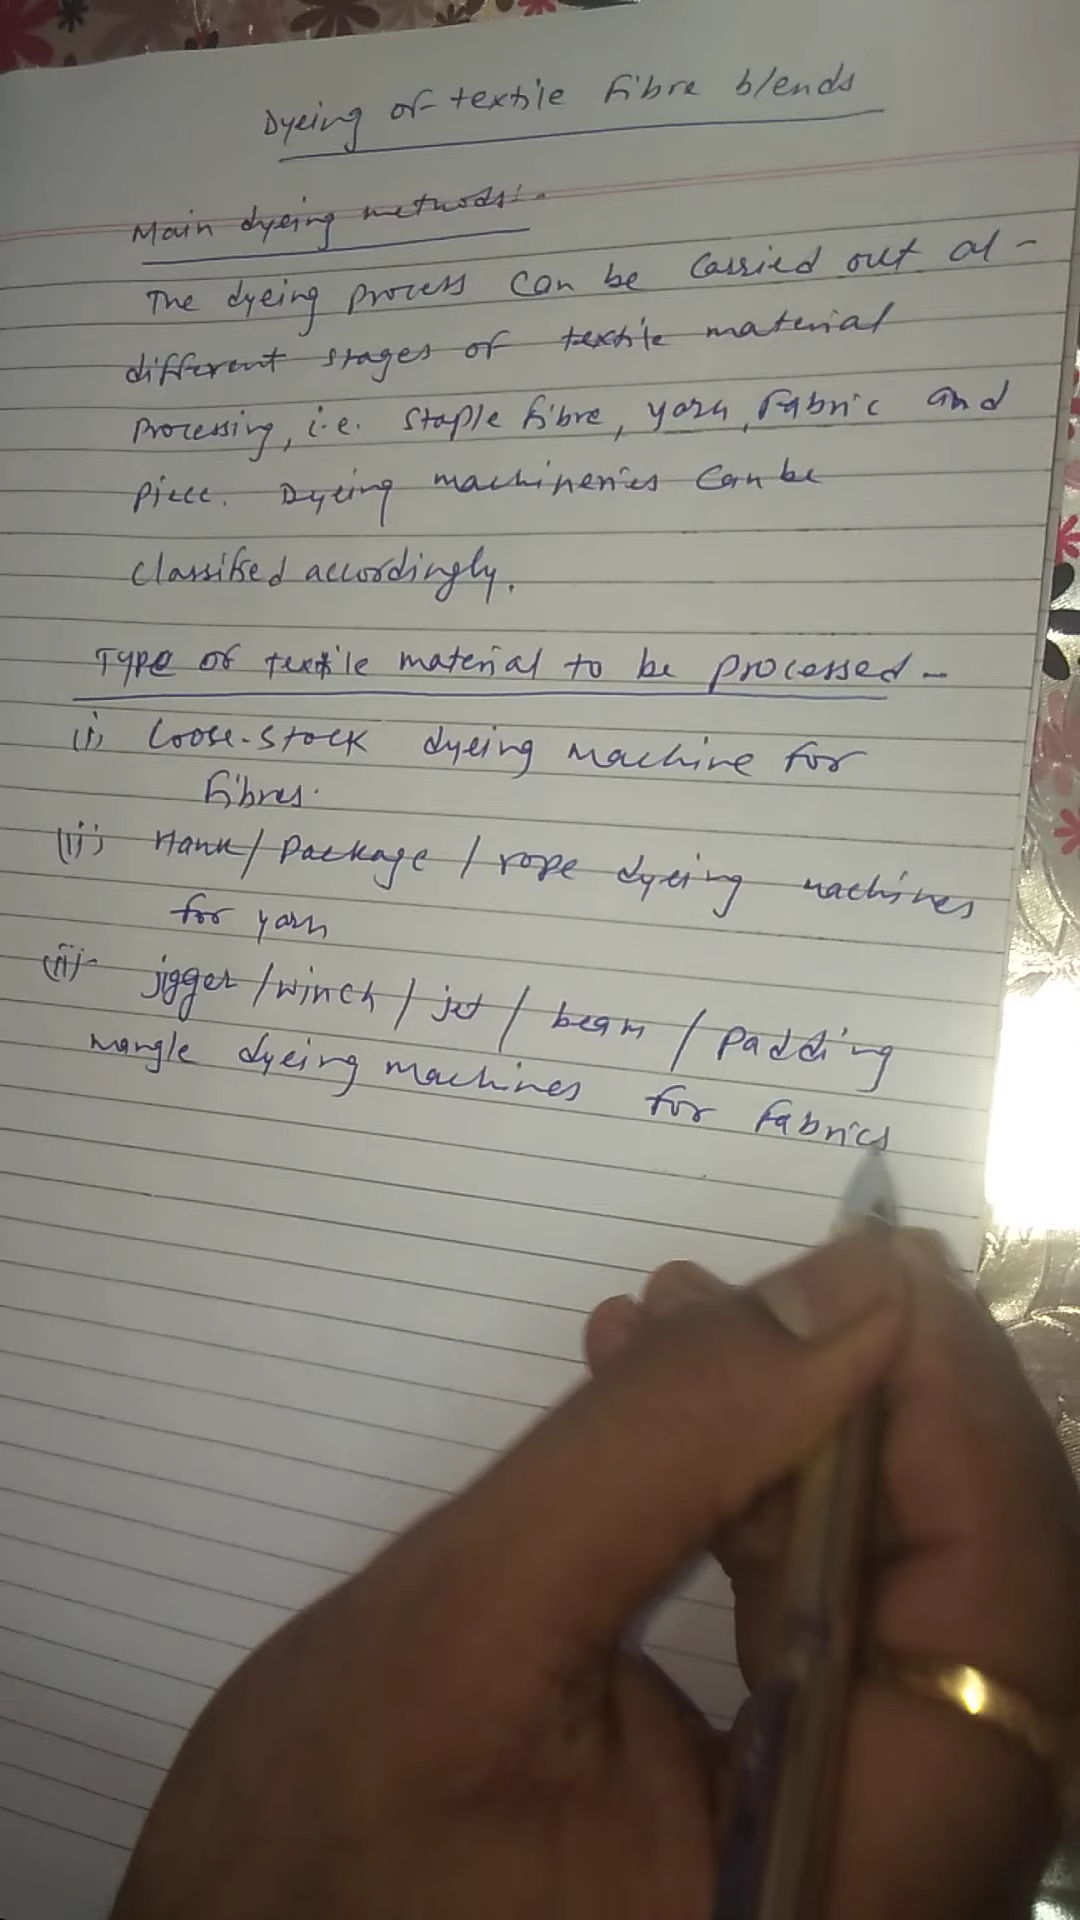 Dyeing of textile fibre blends
Main dyeing methods:-
The dyeing process can be carried out at -
different stages of textile material
processing, i.e. staple fibre, yarn, fabric and
piece. Dyeing machineries can be
classified accordingly.
Type of textile material to be processed -
(i) Loose-stock dyeing machine for
fibres.
(ii) Hank/Package/rope dyeing machines
for yarn
(iii) jigger/winch/jet/beam/Padding
mangle dyeing machines for fabrics